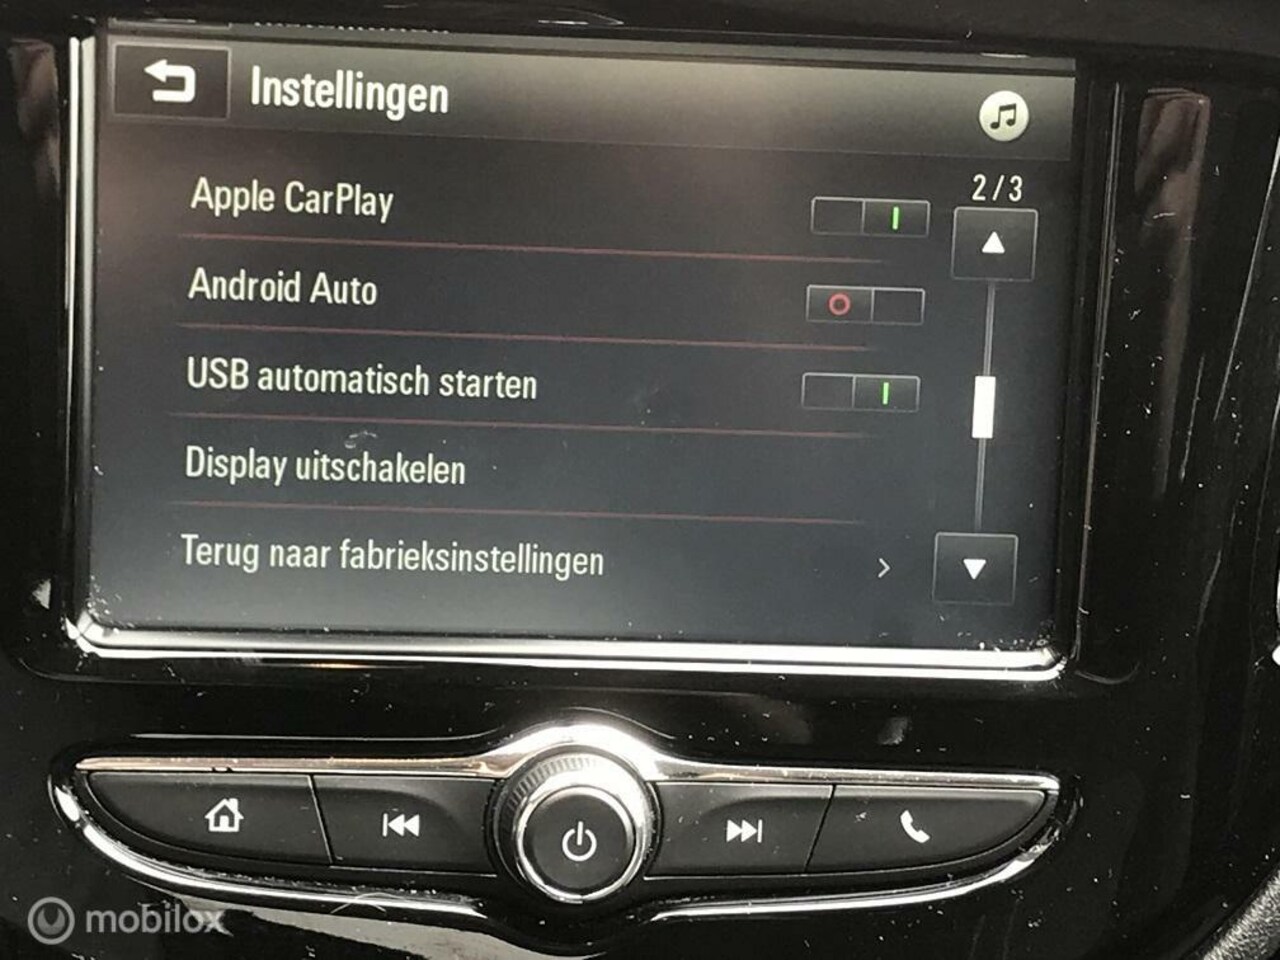 Instellingen
2/3
Apple CarPlay
Android Auto
USB automatisch starten
Display uitschakelen
Terug naar fabrieksinstellingen
mobilox